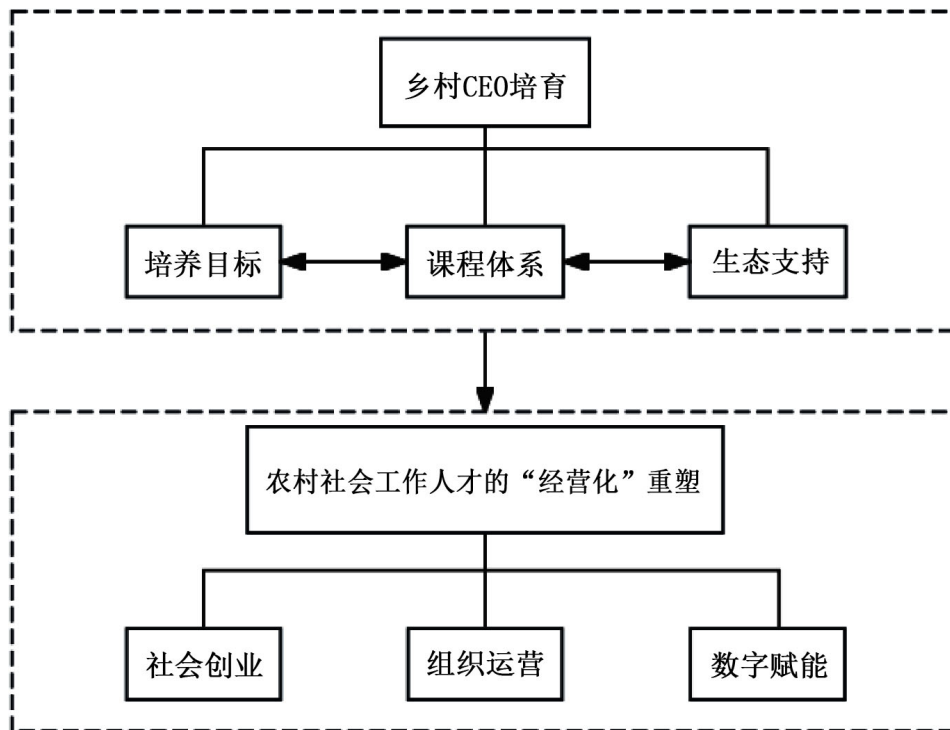 乡村CEO培育
培养目标
课程体系
生态支持
农村社会工作人才的“经营化”重塑
社会创业
组织运营
数字赋能